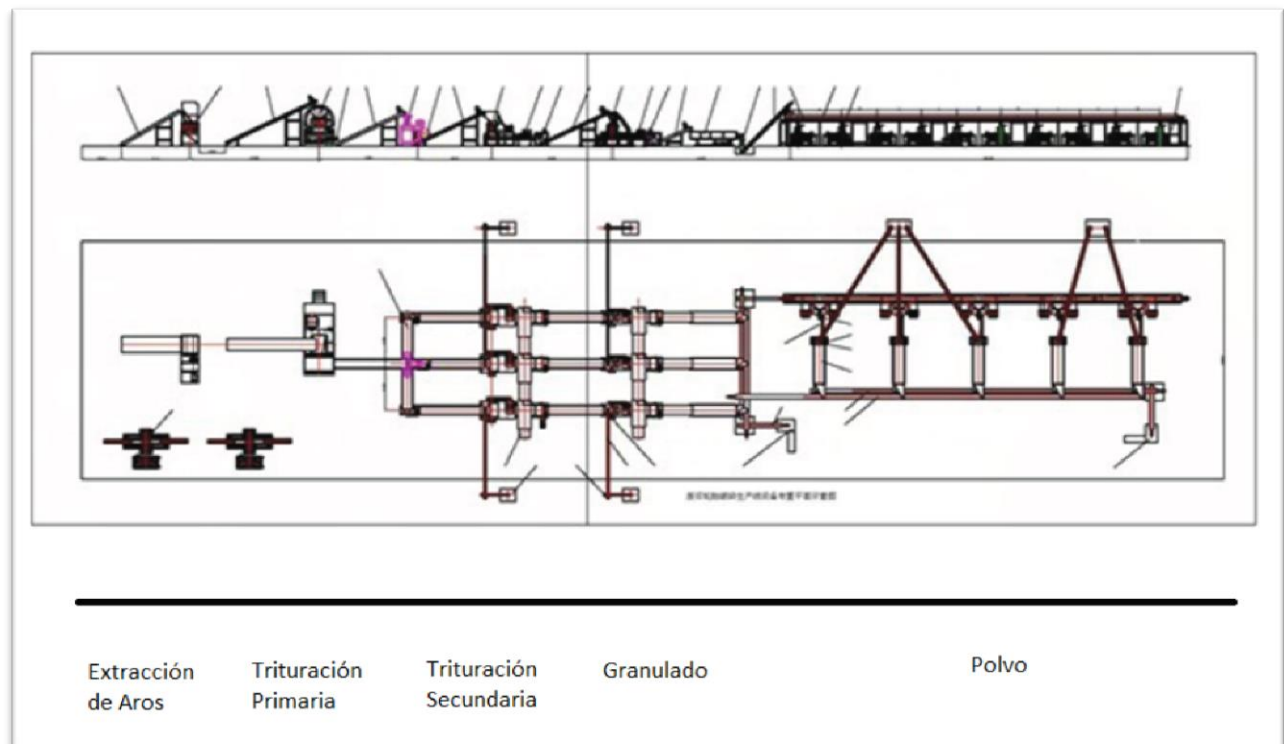 Extracción
de Aros
Trituración
Primaria
Trituración
Secundaria
Granulado
Polvo